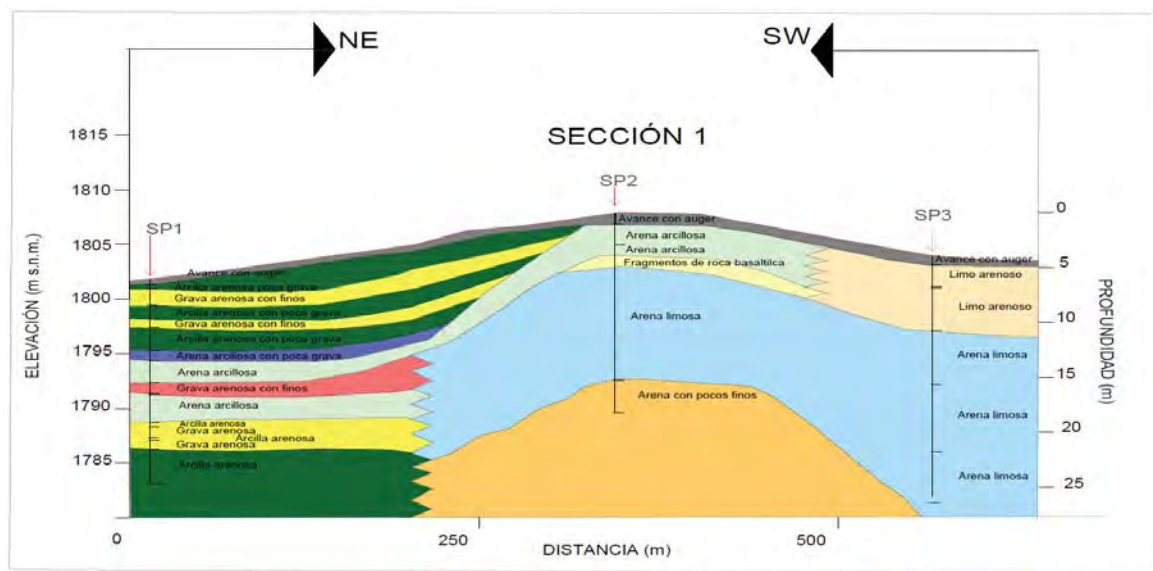 NE
SW
SECCIÓN 1
ELEVACIÓN (m s.n.m.)
1815
1810
1805
1800
1795
1790
1785
SP1
Avance con auger
Arcilla arenosa poca grava
Grava arenosa con finos
Arcilla arenosa con poca grava
Grava arenosa con finos
Arcilla arenosa con poca grava
Arena arcillosa con poca grava
Arena arcillosa
Grava arenosa con finos
Arena arcillosa
Arcilla arenosa
Grava arenosa
Arcilla arenosa
Grava arenosa
Arcilla arenosa
SP2
Avance con auger
Arena arcillosa
Arena arcillosa
Fragmentos de roca basáltilca
Arena limosa
Arena con pocos finos
SP3
Avance con auger
Limo arenoso
Limo arenoso
Arena limosa
Arena limosa
Arena limosa
0
5
10
15
20
25
PROFUNDIDAD (m)
0
250
500
DISTANCIA (m)